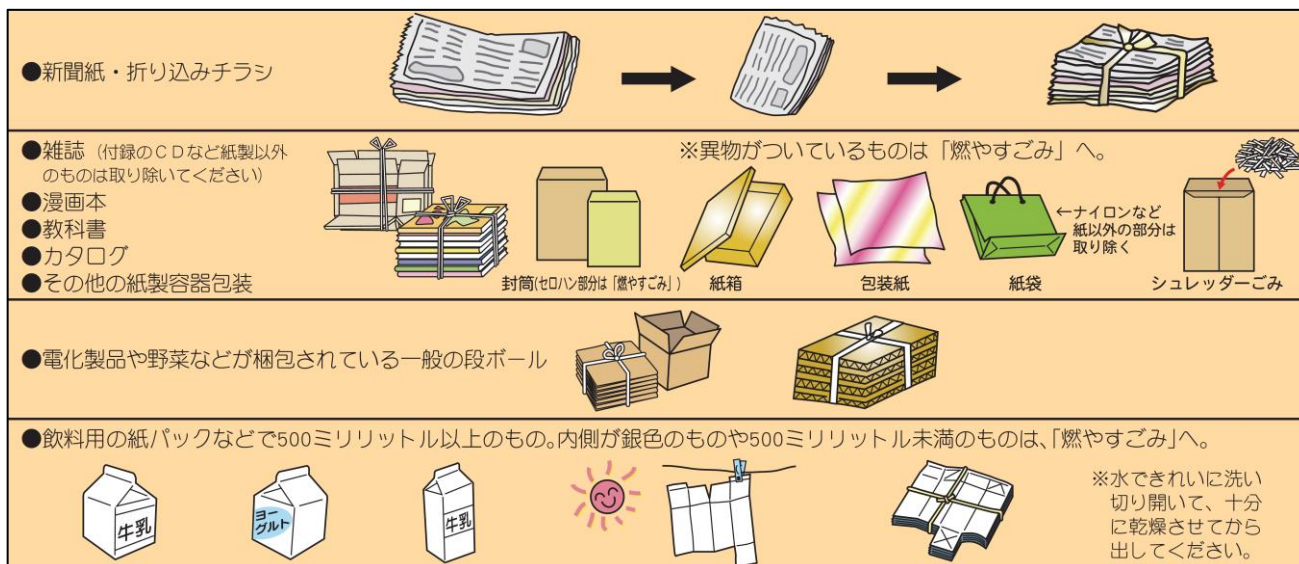 ●新聞紙・折り込みチラシ
●雑誌（付録のＣＤなど紙製以外
のものは取り除いてください）
●漫画本
●教科書
●カタログ
●その他の紙製容器包装
※異物がついているものは「燃やすごみ」へ。
封筒(セロハン部分は「燃やすごみ」)
紙箱
包装紙
紙袋
←ナイロンなど
紙以外の部分は
取り除く
シュレッダーごみ
●電化製品や野菜などが梱包されている一般の段ボール
●飲料用の紙パックなどで500ミリリットル以上のもの。内側が銀色のものや500ミリリットル未満のものは、「燃やすごみ」へ。
牛乳
ヨー
グルト
牛乳
※水できれいに洗い
切り開いて、十分
に乾燥させてから
出してください。